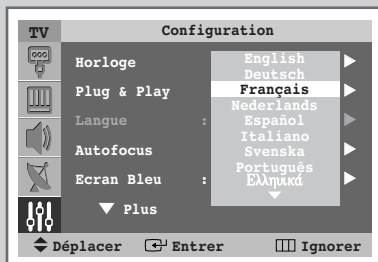 TV Configuration
Horloge
Plug & Play
Langue :
Autofocus
Ecran Bleu :
▼ Plus
English
Deutsch
Français
Nederlands
Español
Italiano
Svenska
Português
Ελληνικά
Déplacer Entrer Ignorer